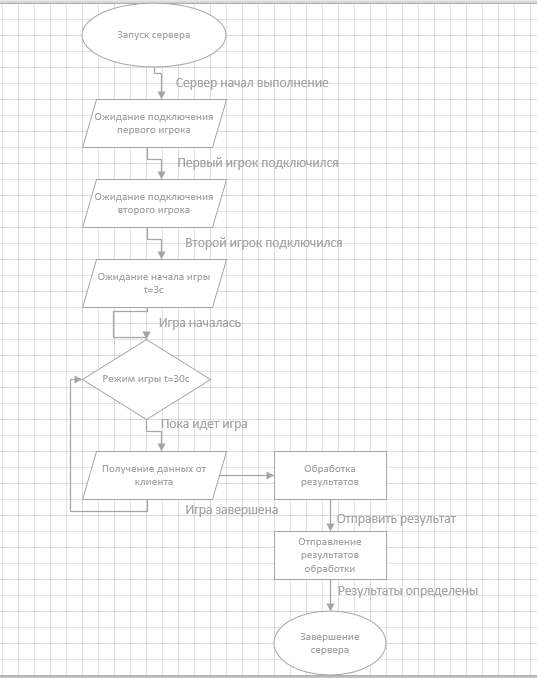 Запуск сервера
Сервер начал выполнение
Ожидание подключения
первого игрока
Первый игрок подключился
Ожидание подключения
второго игрока
Второй игрок подключился
Ожидание начала игры
t=3с
Игра началась
Режим игры t=30с
Пока идет игра
Получение данных от
клиента
Обработка
результатов
Игра завершена
Отправить результат
Отправление
результатов
обработки
Результаты определены
Завершение
сервера